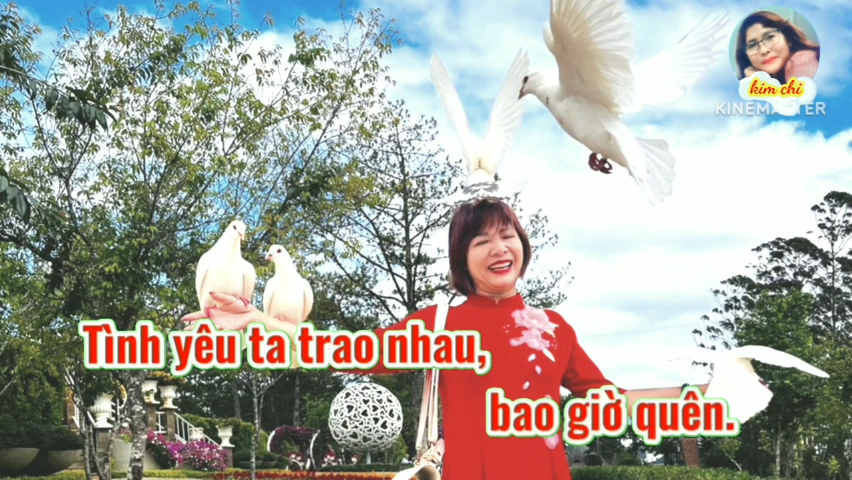 kim chi
KINEMASTER
Tình yêu ta trao nhau,
bao giờ quên.